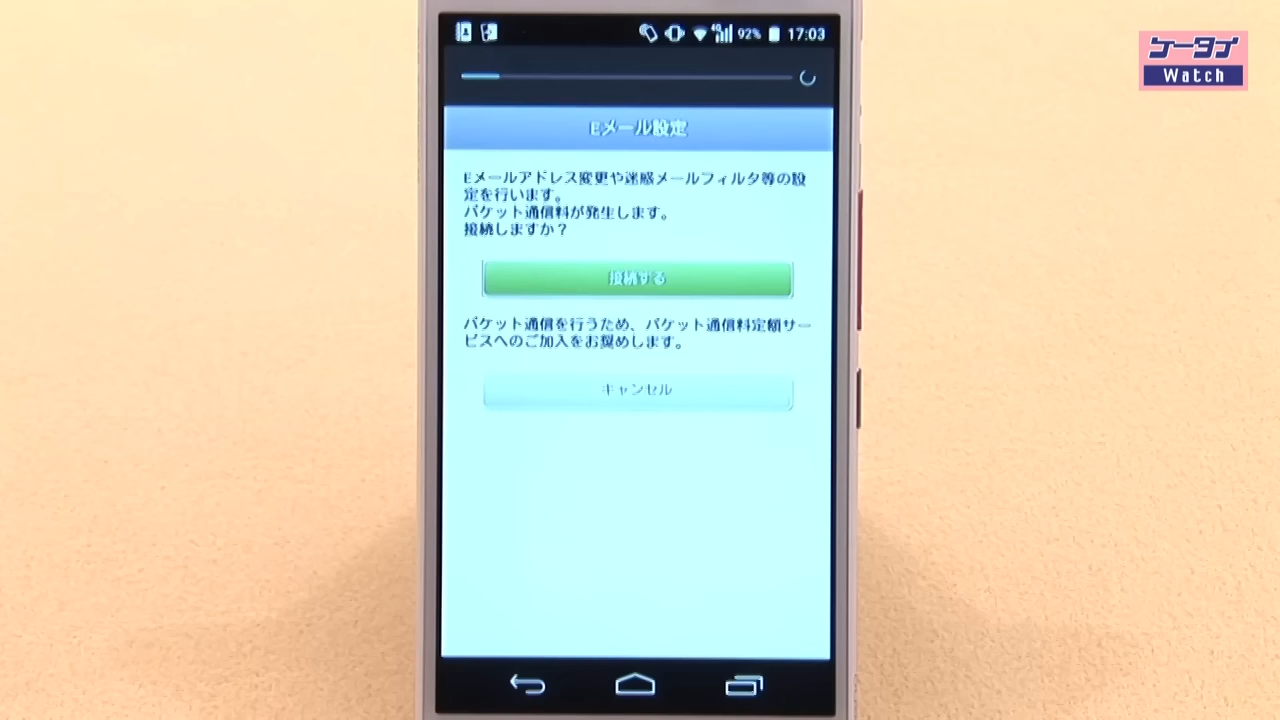 4G 92% 17:03
ケータイ
Watch
Eメール設定
Eメールアドレス変更や迷惑メールフィルタ等の設
定を行います。
パケット通信料が発生します。
接続しますか？
接続する
パケット通信を行うため、パケット通信料定額サー
ビスへのご加入をお奨めします。
キャンセル